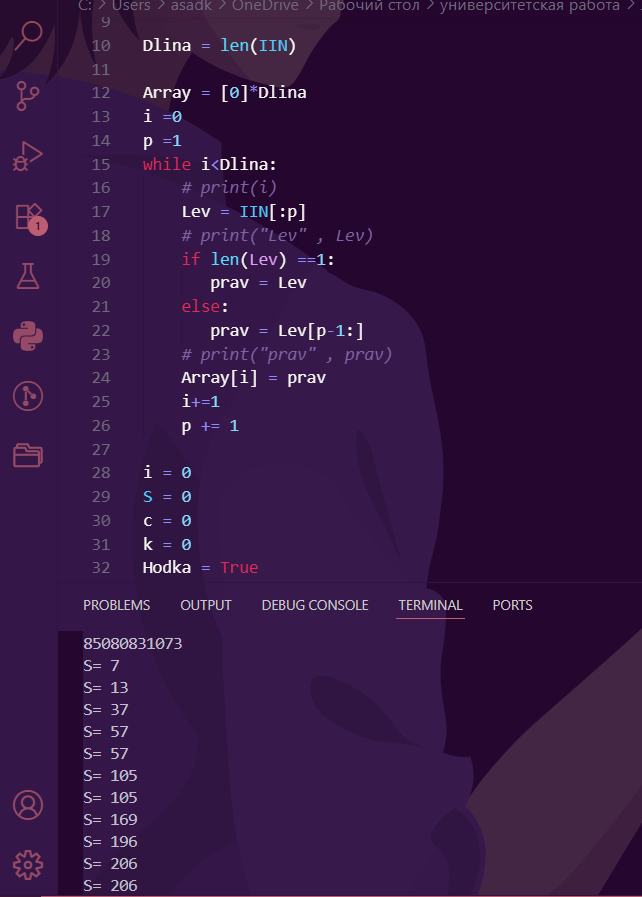 C: > Users > asadk > OneDrive > Рабочий стол > университетская работа >
9
10 Dlina = len(IIN)
11
12 Array = [0]*Dlina
13 i =0
14 p =1
15 while i<Dlina:
16 # print(i)
17 Lev = IIN[:p]
18 # print("Lev" , Lev)
19 if len(Lev) ==1:
20 prav = Lev
21 else:
22 prav = Lev[p-1:]
23 # print("prav" , prav)
24 Array[i] = prav
25 i+=1
26 p += 1
27
28 i = 0
29 S = 0
30 c = 0
31 k = 0
32 Hodka = True
1
PROBLEMS OUTPUT DEBUG CONSOLE TERMINAL PORTS
85080831073
S= 7
S= 13
S= 37
S= 57
S= 57
S= 105
S= 105
S= 169
S= 196
S= 206
S= 206